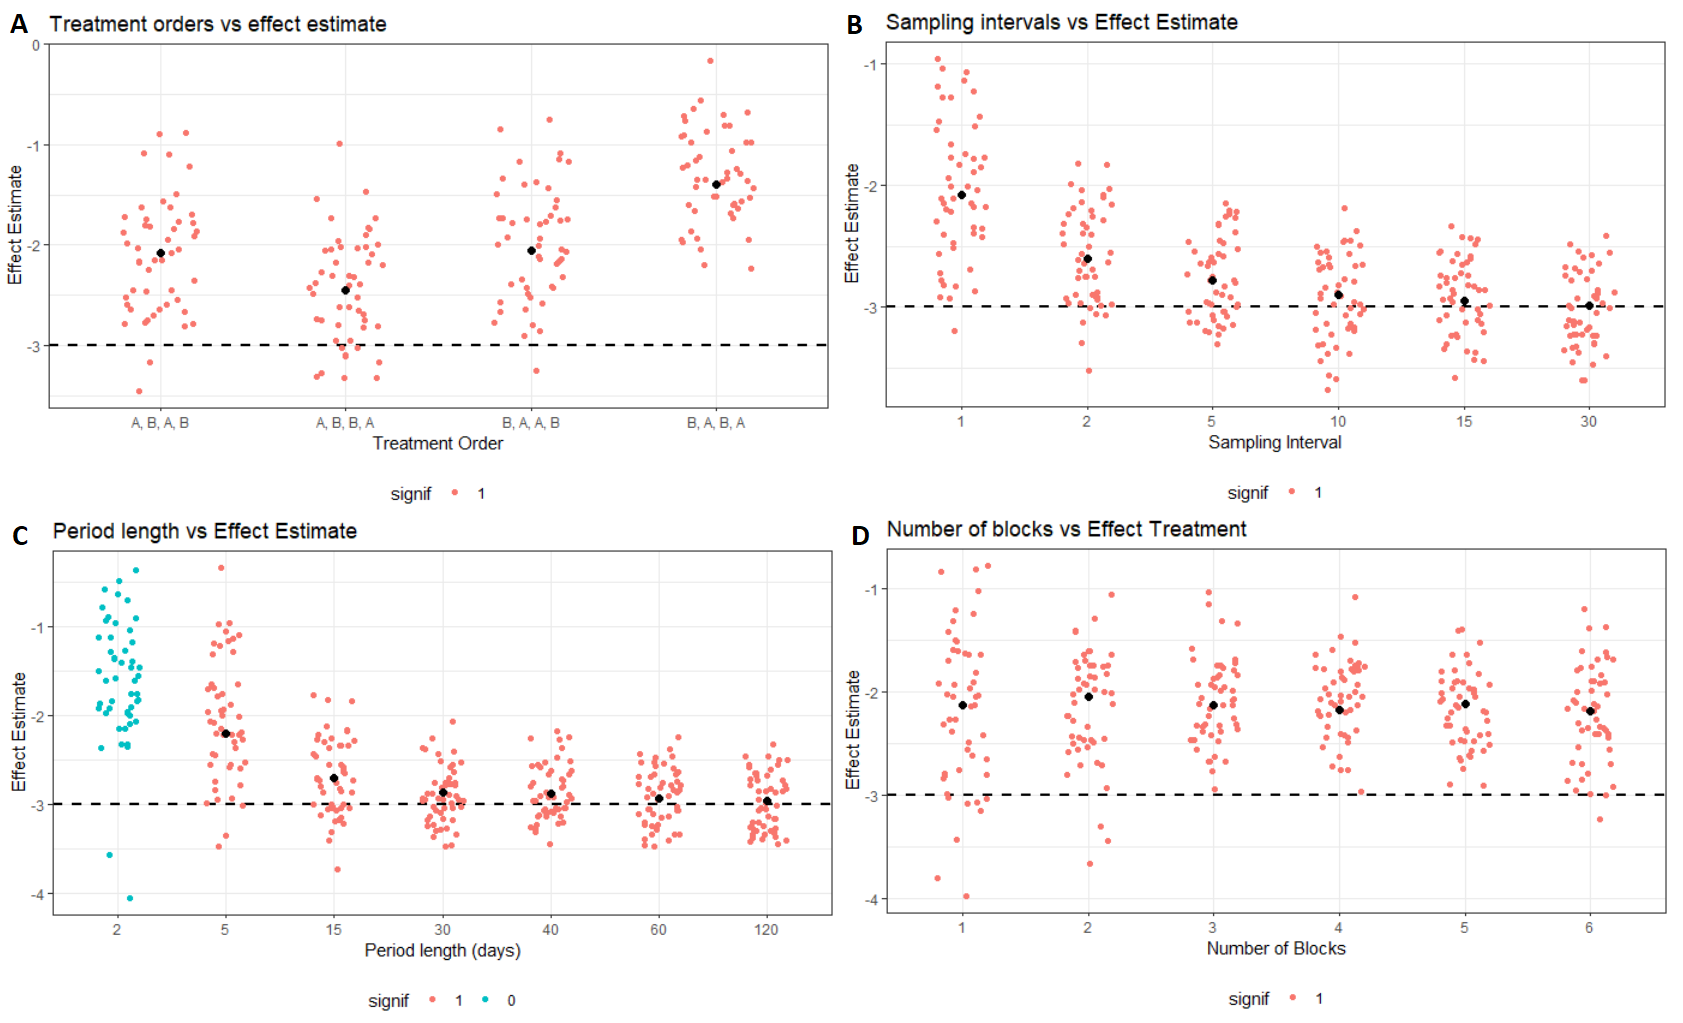 A Treatment orders vs effect estimate
0
-1
-2
-3
Effect Estimate
A, B, A, B A, B, B, A B, A, A, B B, A, B, A
Treatment Order
signif 1
B Sampling intervals vs Effect Estimate
-1
-2
-3
Effect Estimate
1 2 5 10 15 30
Sampling Interval
signif 1
C Period length vs Effect Estimate
-1
-2
-3
-4
Effect Estimate
2 5 15 30 40 60 120
Period length (days)
signif 1 0
D Number of blocks vs Effect Treatment
-1
-2
-3
-4
Effect Estimate
1 2 3 4 5 6
Number of Blocks
signif 1